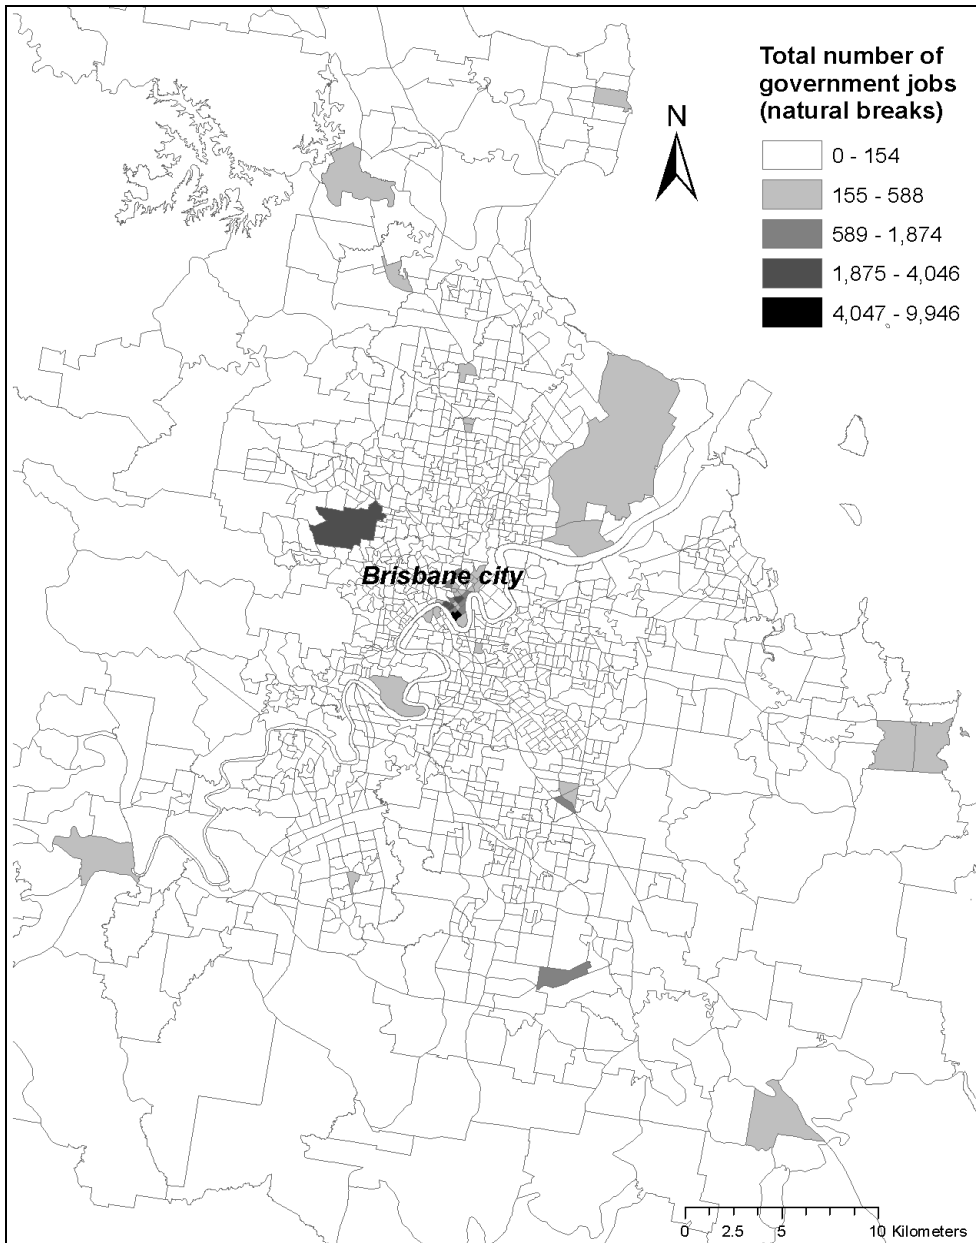 Total number of
government jobs
(natural breaks)
0 - 154
155 - 588
589 - 1,874
1,875 - 4,046
4,047 - 9,946
N
Brisbane city
0 2.5 5 10 Kilometers